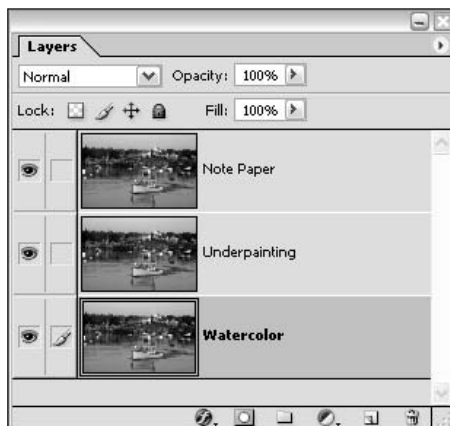 Layers
Normal Opacity: 100%
Lock: Fill: 100%
Note Paper
Underpainting
Watercolor